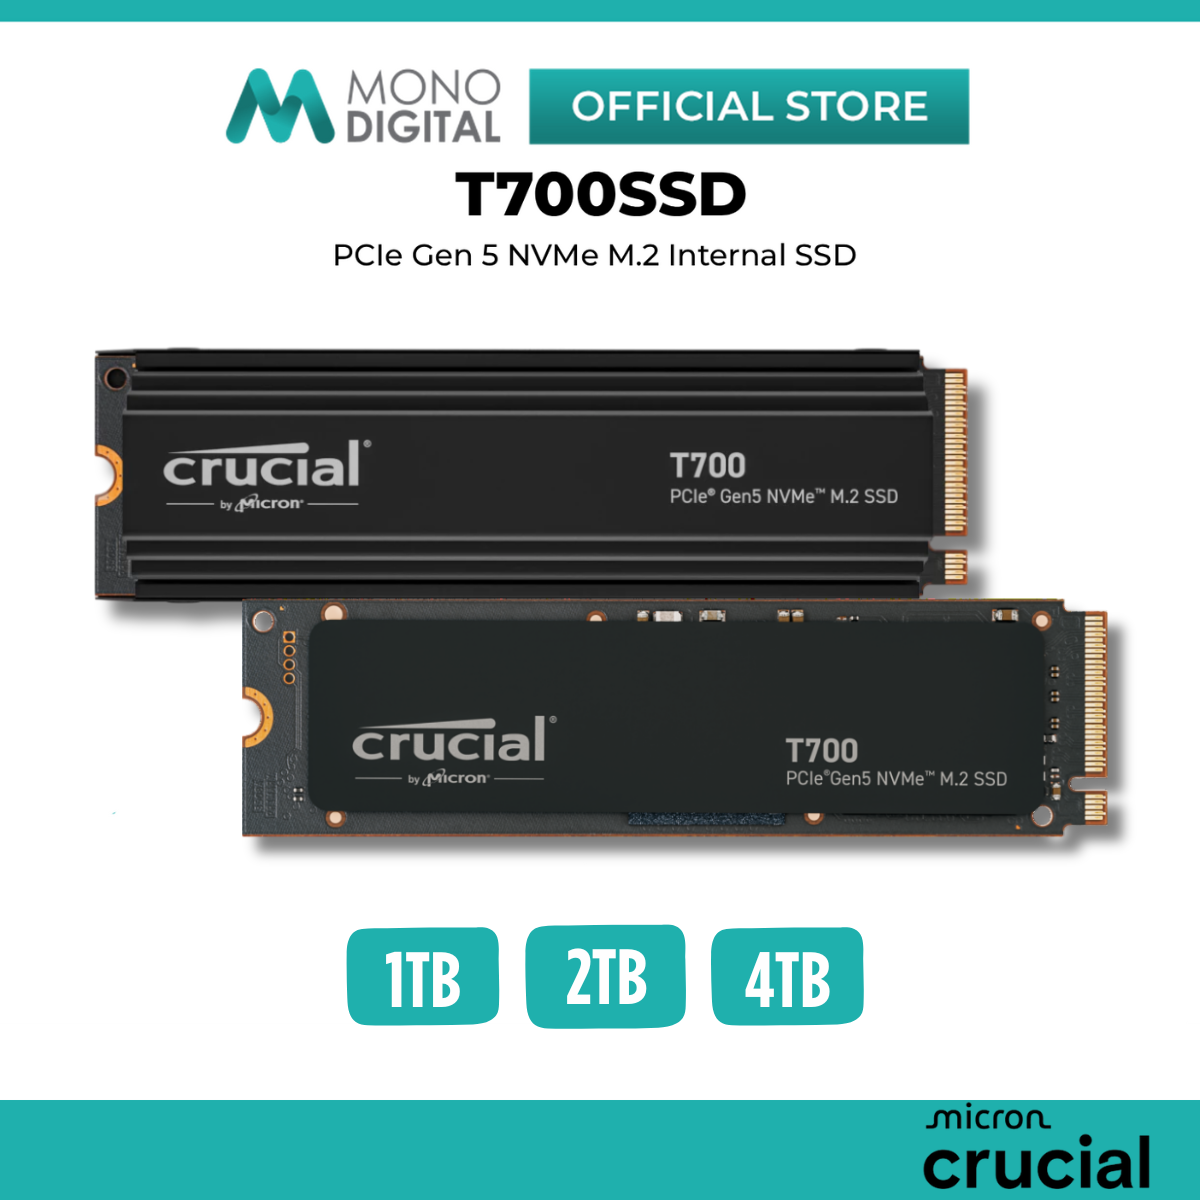 MONO
DIGITAL
OFFICIAL STORE
T700SSD
PCIe Gen 5 NVMe M.2 Internal SSD
crucial®
by Micron®
T700
PCIe® Gen5 NVMe™ M.2 SSD
crucial®
by Micron®
T700
PCIe® Gen5 NVMe™ M.2 SSD
1TB
2TB
4TB
micron
crucial